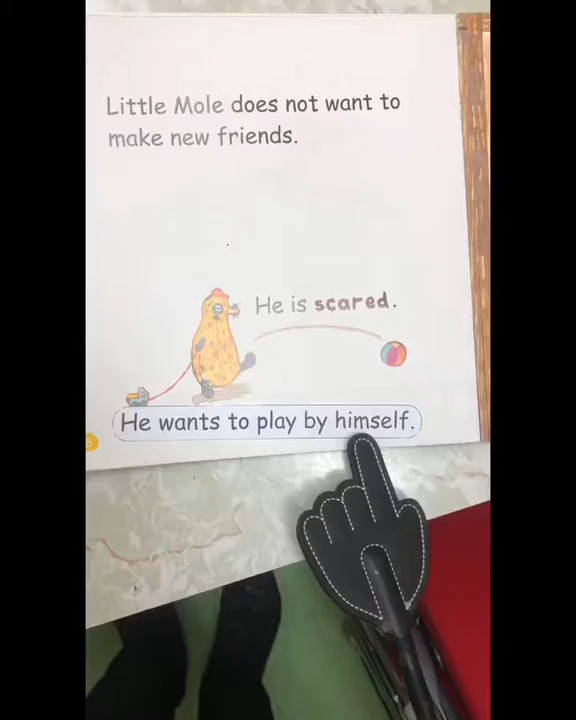 Little Mole does not want to
make new friends.
He is scared.
He wants to play by himself.